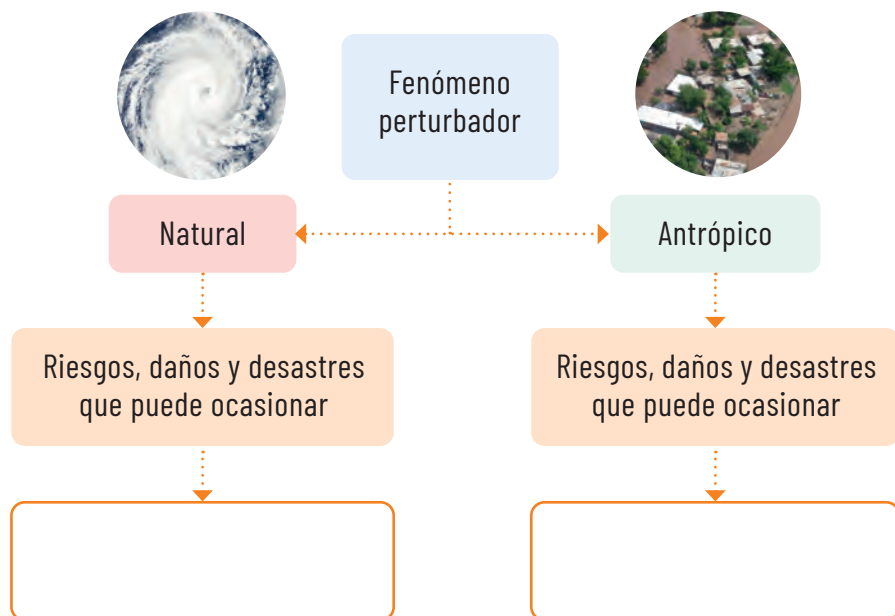 Fenómeno
perturbador
Natural
Antrópico
Riesgos, daños y desastres
que puede ocasionar
Riesgos, daños y desastres
que puede ocasionar